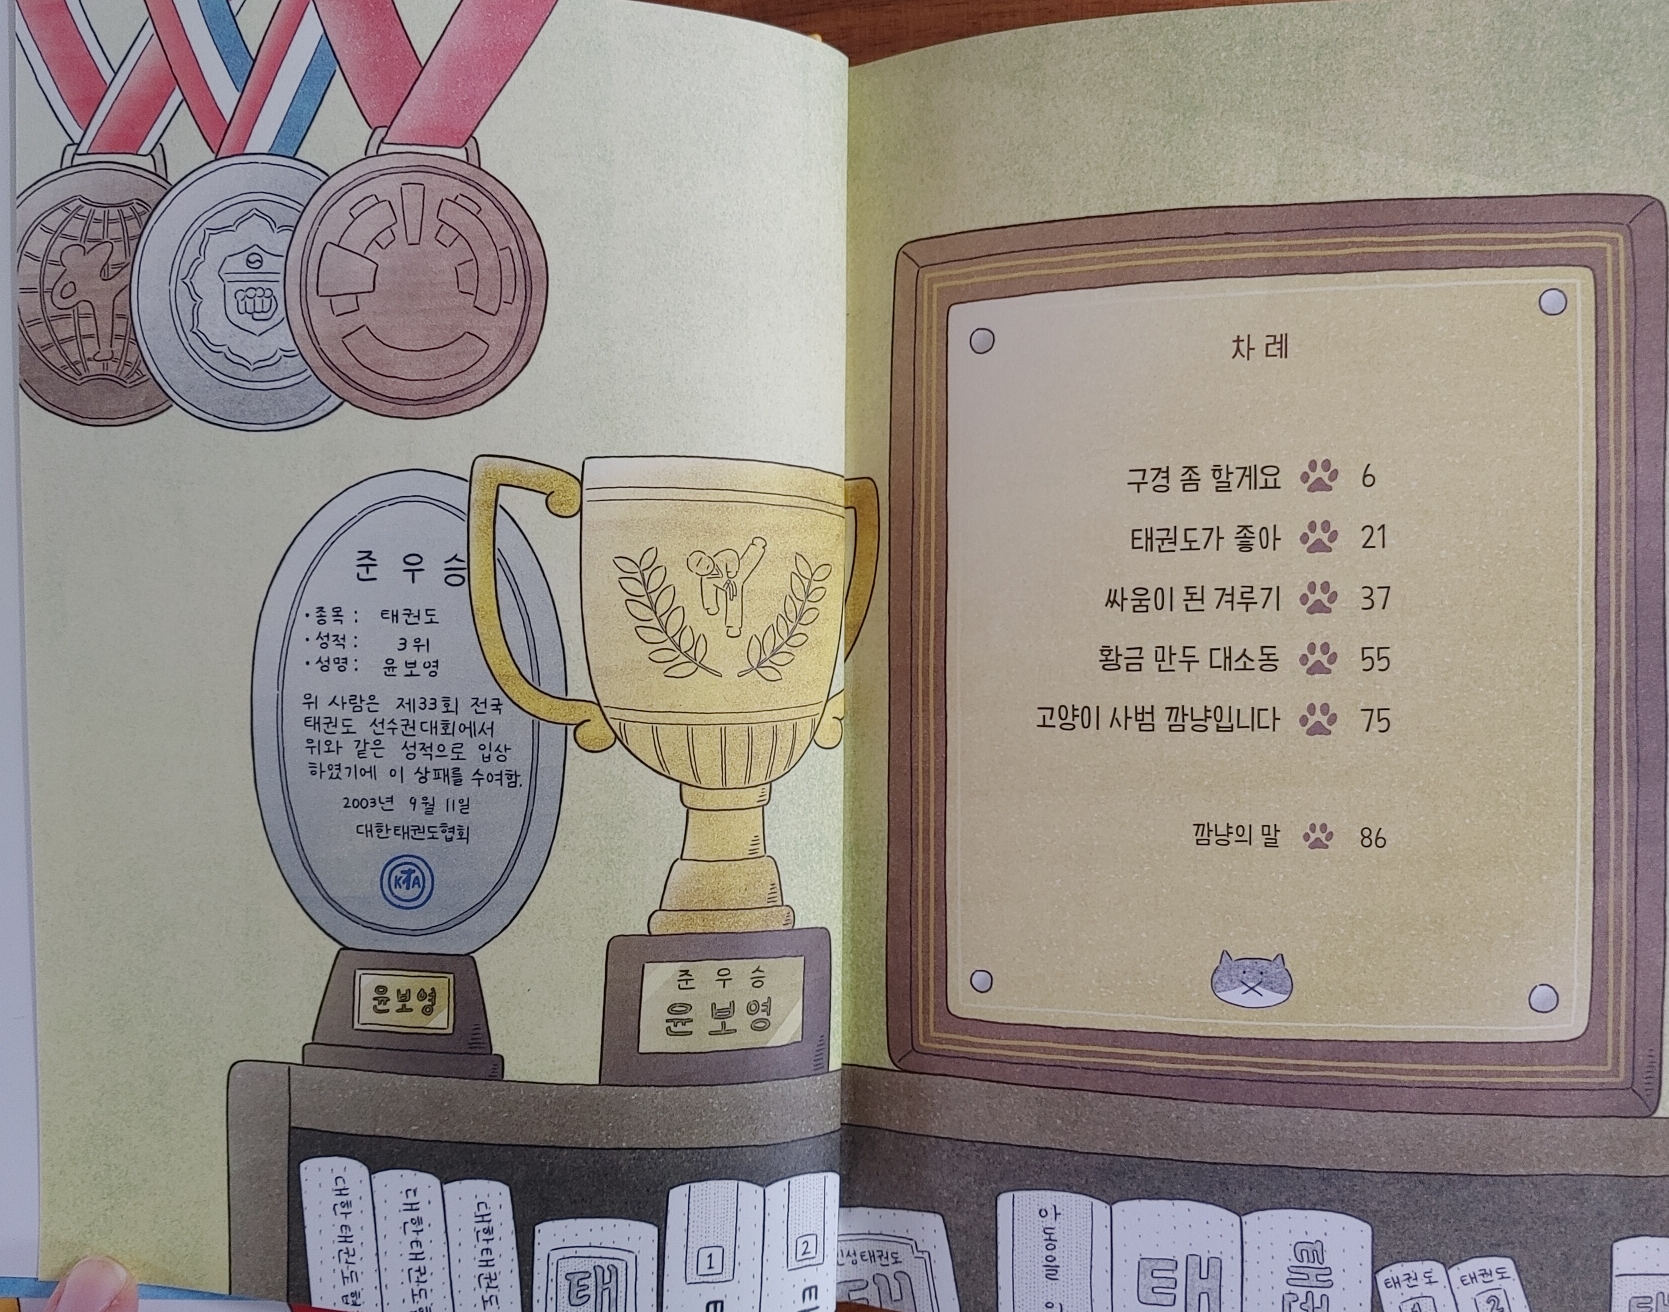 준 우 승
·종목 : 태권도
·성적 : 3위
·성명 : 윤보영
위 사람은 제33회 전국
태권도 선수권대회에서
위와 같은 성적으로 입상
하였기에 이 상패를 수여함.
2003년 9월 11일
대한태권도협회
KTA
윤보영
준 우 승
윤보영
대한태권도협
대한태권도
대한태권도
태
1
2
차 례
구경 좀 할게요 6
태권도가 좋아 21
싸움이 된 겨루기 37
황금 만두 대소동 55
고양이 사범 깜냥입니다 75
깜냥의 말 86
태권도
태
태권
태권도
태권도
2